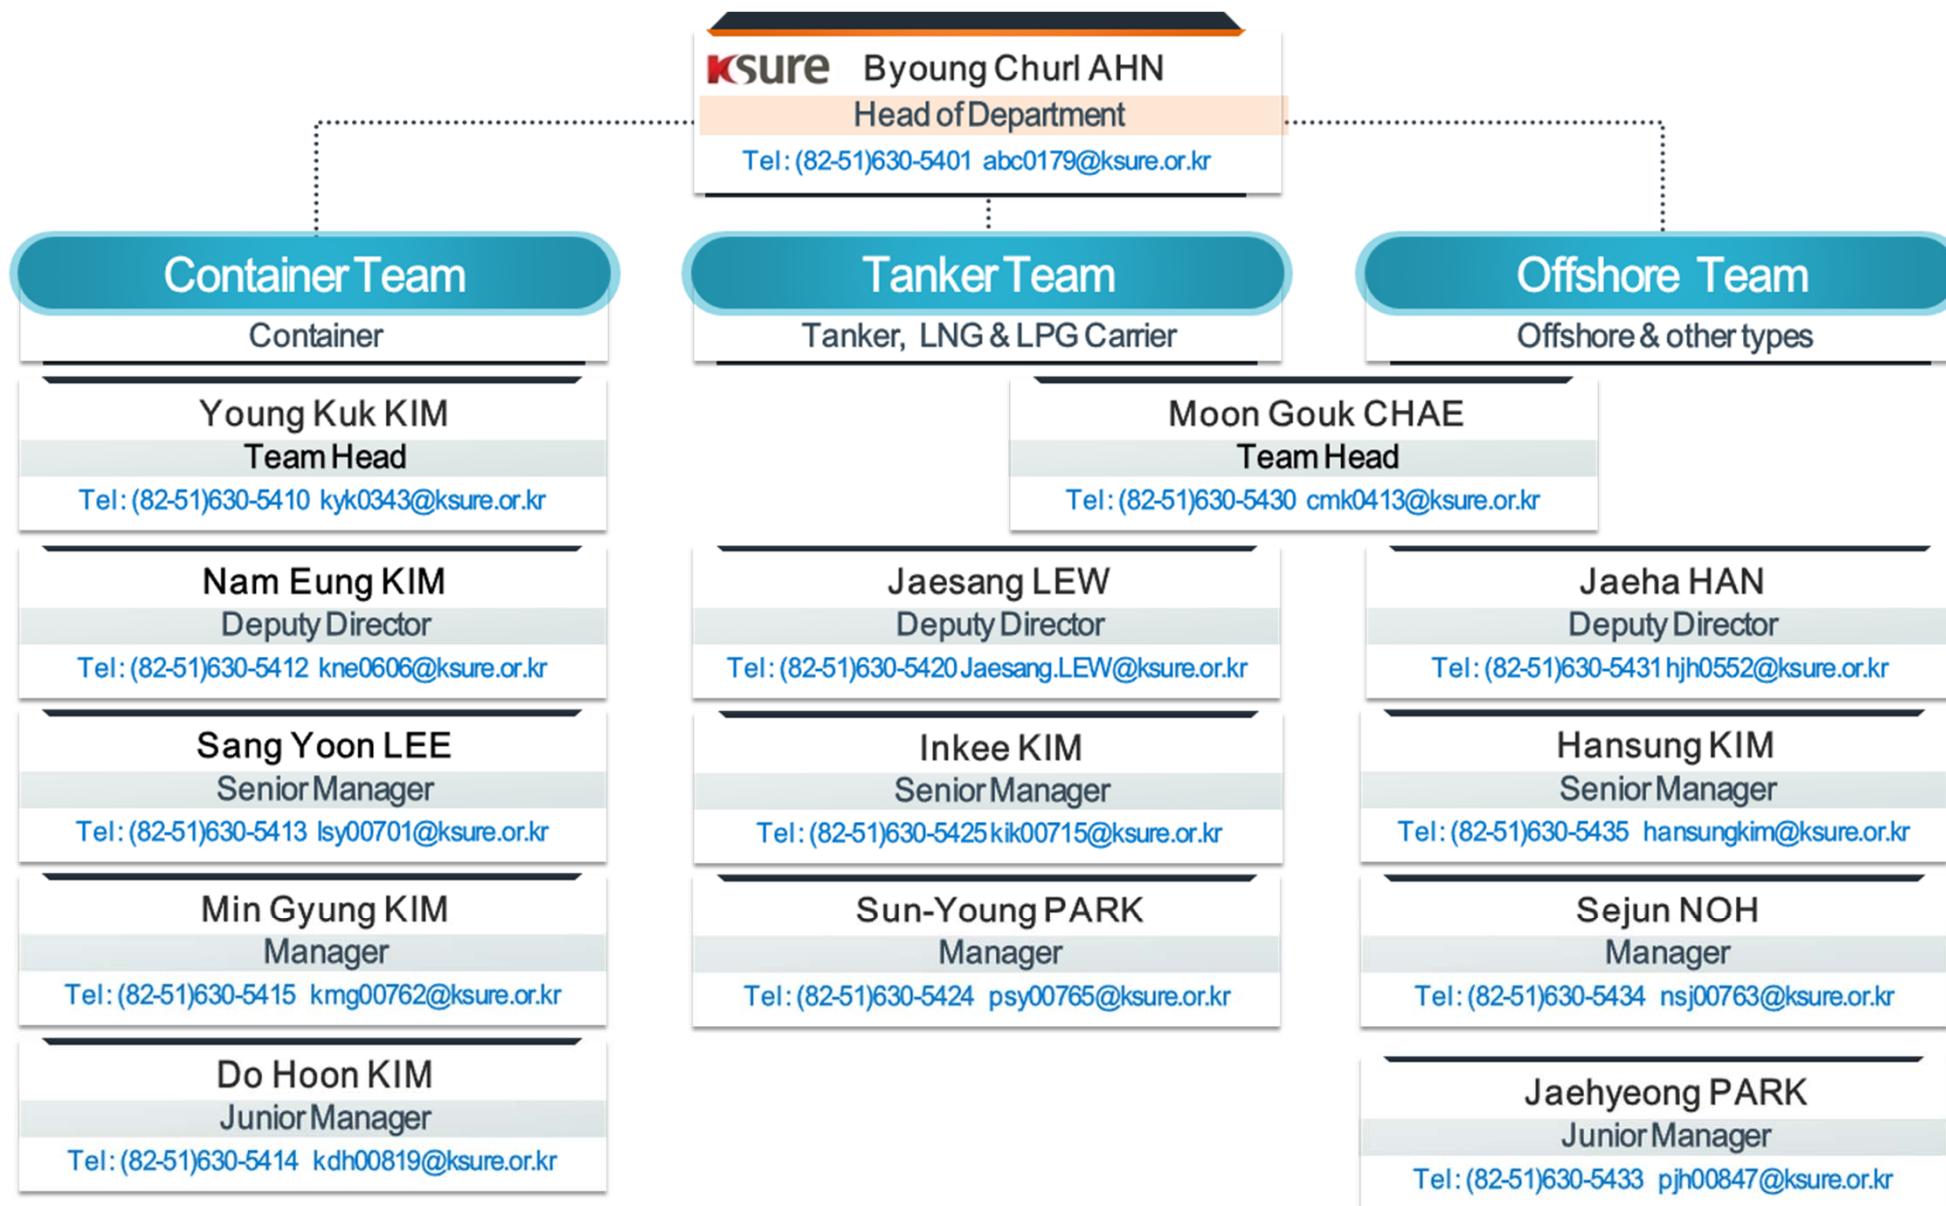 ksure Byoung Churl AHN
Head of Department
Tel : (82-51)630-5401 abc0179@ksure.or.kr
Container Team
Container
Young Kuk KIM
Team Head
Tel : (82-51)630-5410 kyk0343@ksure.or.kr
Nam Eung KIM
Deputy Director
Tel : (82-51)630-5412 kne0606@ksure.or.kr
Sang Yoon LEE
Senior Manager
Tel : (82-51)630-5413 lsy00701@ksure.or.kr
Min Gyung KIM
Manager
Tel : (82-51)630-5415 kmg00762@ksure.or.kr
Do Hoon KIM
Junior Manager
Tel : (82-51)630-5414 kdh00819@ksure.or.kr
Tanker Team
Tanker, LNG & LPG Carrier
Offshore Team
Offshore & other types
Moon Gouk CHAE
Team Head
Tel : (82-51)630-5430 cmk0413@ksure.or.kr
Jaesang LEW
Deputy Director
Tel : (82-51)630-5420 Jaesang.LEW@ksure.or.kr
Inkee KIM
Senior Manager
Tel : (82-51)630-5425 kik00715@ksure.or.kr
Sun-Young PARK
Manager
Tel : (82-51)630-5424 psy00765@ksure.or.kr
Jaeha HAN
Deputy Director
Tel : (82-51)630-5431 hjh0552@ksure.or.kr
Hansung KIM
Senior Manager
Tel : (82-51)630-5435 hansungkim@ksure.or.kr
Sejun NOH
Manager
Tel : (82-51)630-5434 nsj00763@ksure.or.kr
Jaehyeong PARK
Junior Manager
Tel : (82-51)630-5433 pjh00847@ksure.or.kr